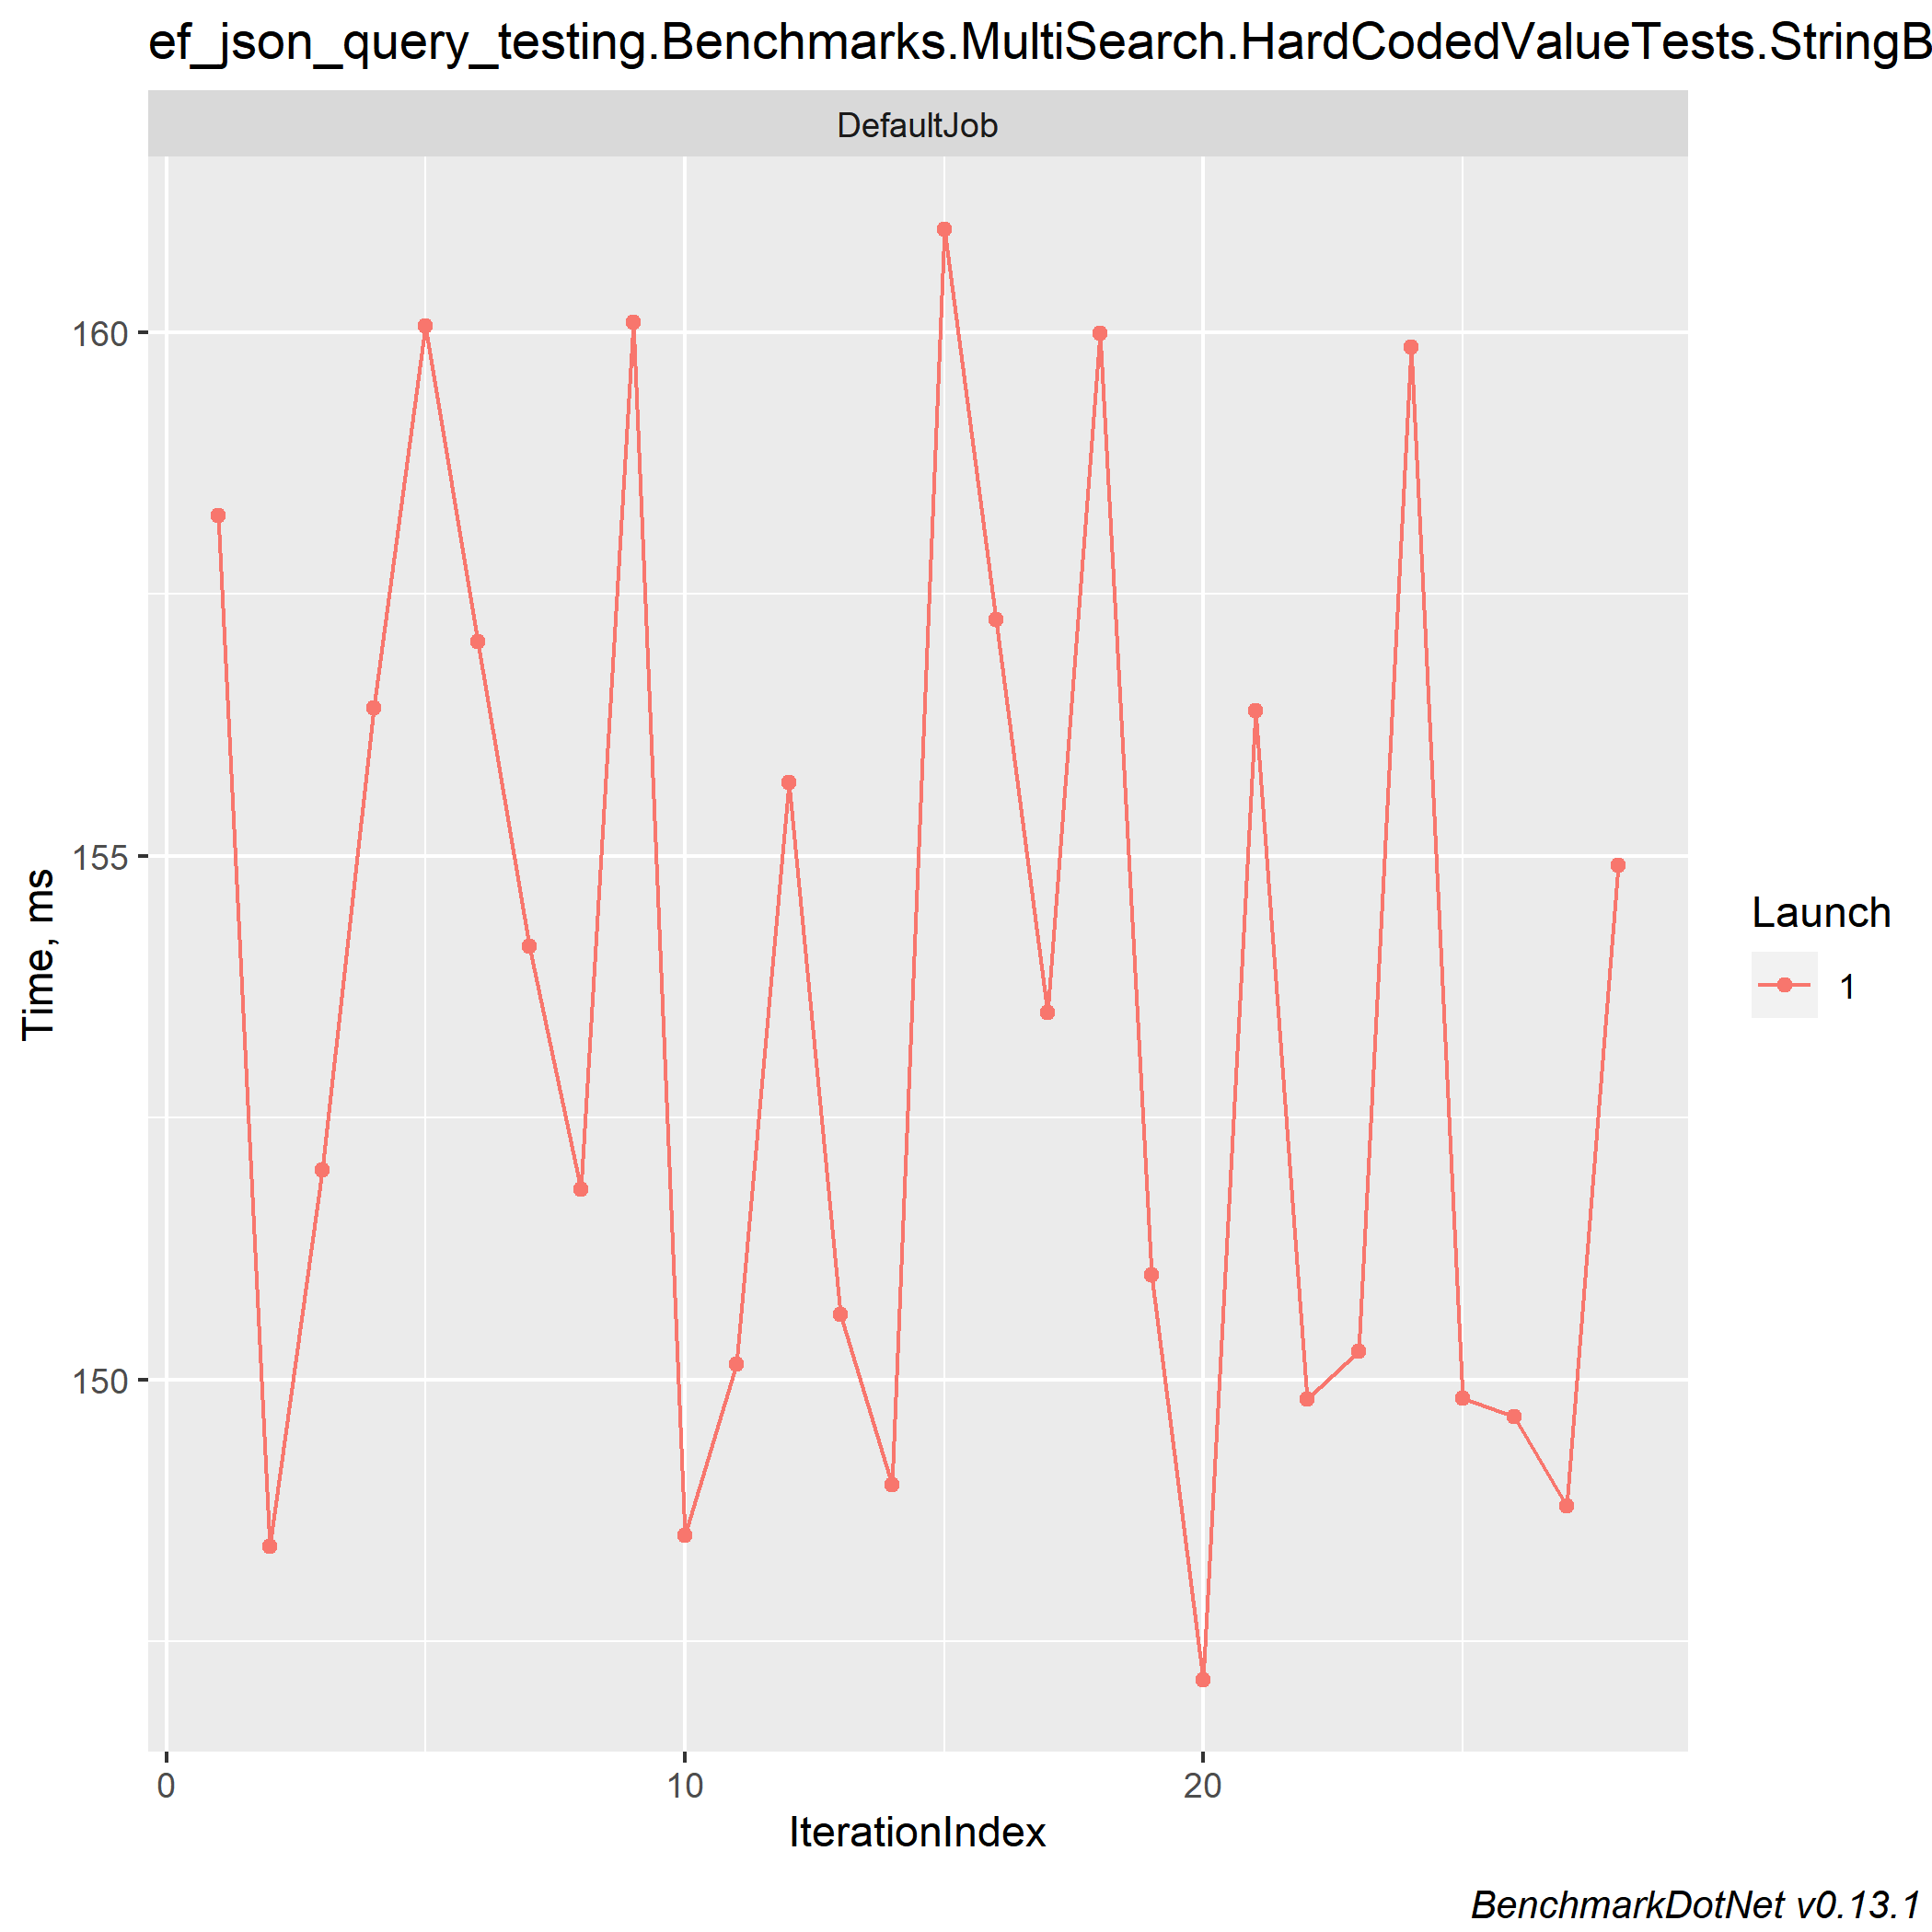 ef_json_query_testing.Benchmarks.MultiSearch.HardCodedValueTests.StringB
DefaultJob
160
155
150
Time, ms
Launch
1
0 10 20
IterationIndex
BenchmarkDotNet v0.13.1